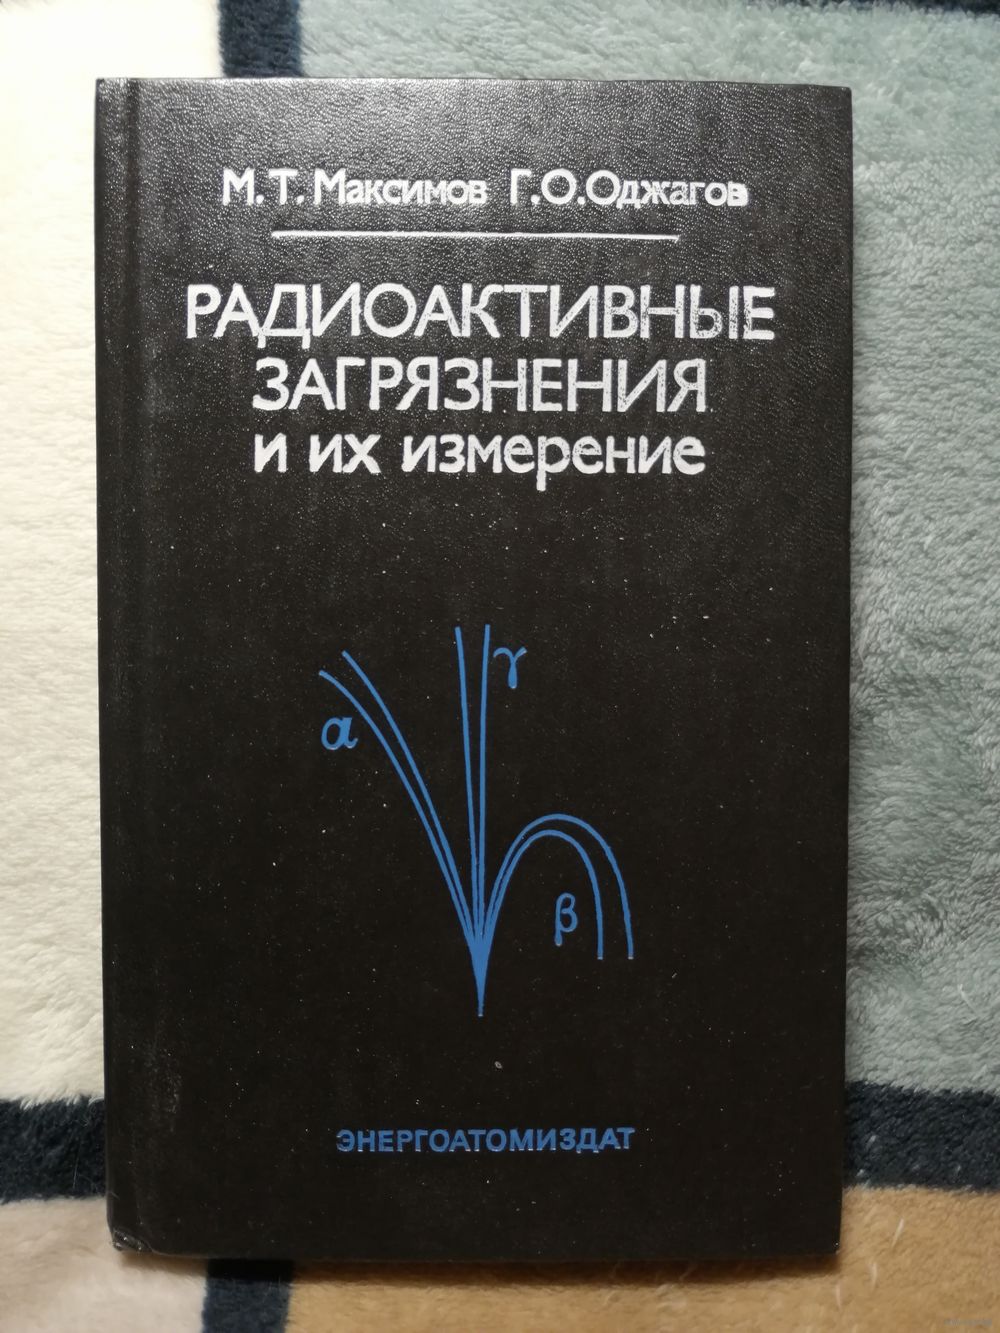 М.Т.Максимов Г.О.Оджагов
РАДИОАКТИВНЫЕ
ЗАГРЯЗНЕНИЯ
и их измерение
γ
α
β
ЭНЕРГОАТОМИЗДАТ